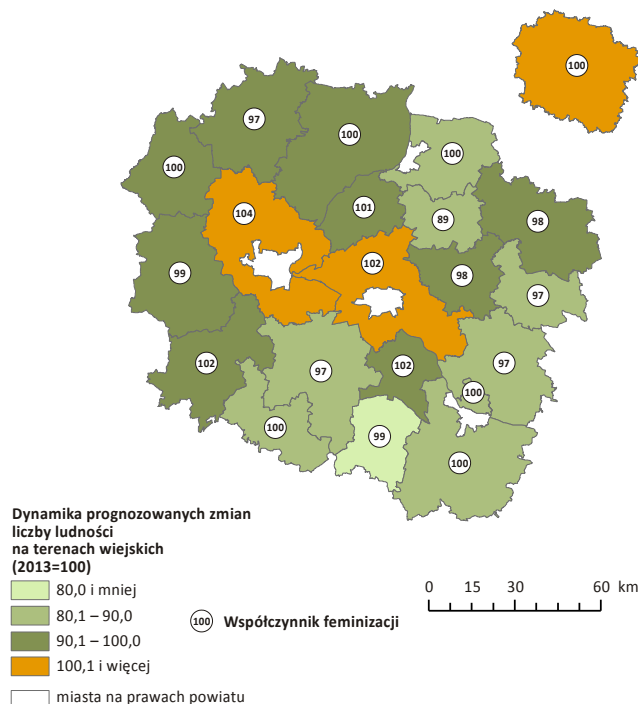 100
97
100
100
100
104
101
89
98
99
102
98
97
102
97
102
97
100
100
99
100
Dynamika prognozowanych zmian
liczby ludności
na terenach wiejskich
(2013=100)
80,0 i mniej
80,1 – 90,0
90,1 – 100,0
100,1 i więcej
miasta na prawach powiatu
100 Współczynnik feminizacji
0 15 30 60 km